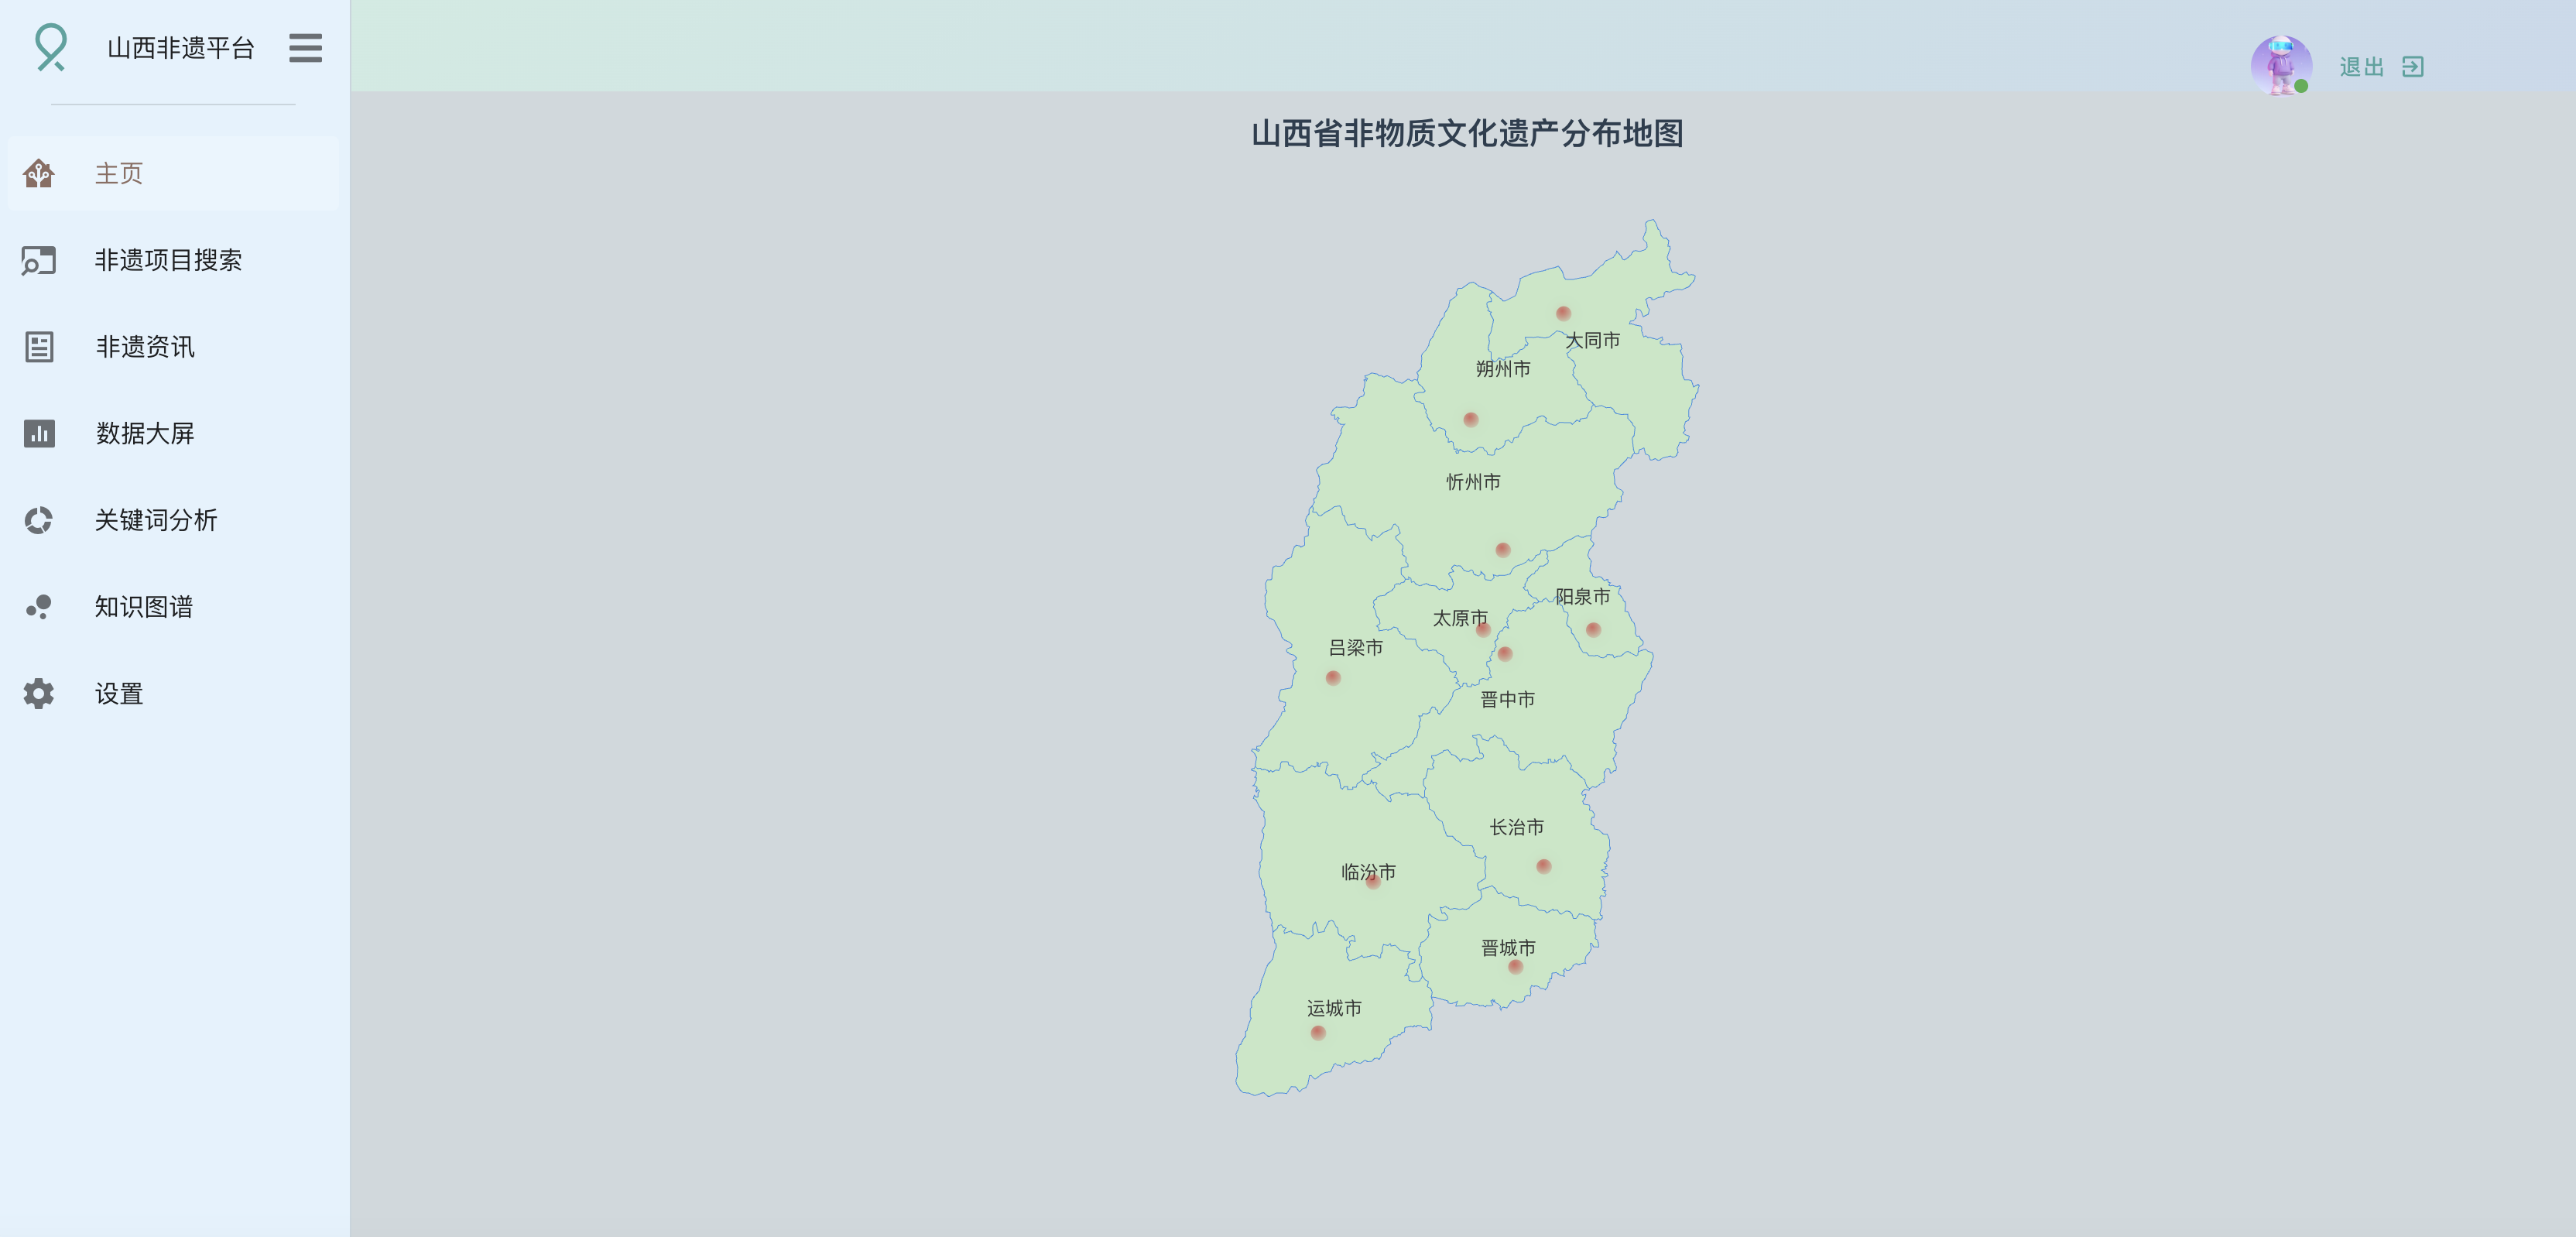 山西非遗平台
退出
主页
非遗项目搜索
非遗资讯
数据大屏
关键词分析
知识图谱
设置
山西省非物质文化遗产分布地图
大同市
朔州市
忻州市
阳泉市
太原市
吕梁市
晋中市
长治市
临汾市
晋城市
运城市